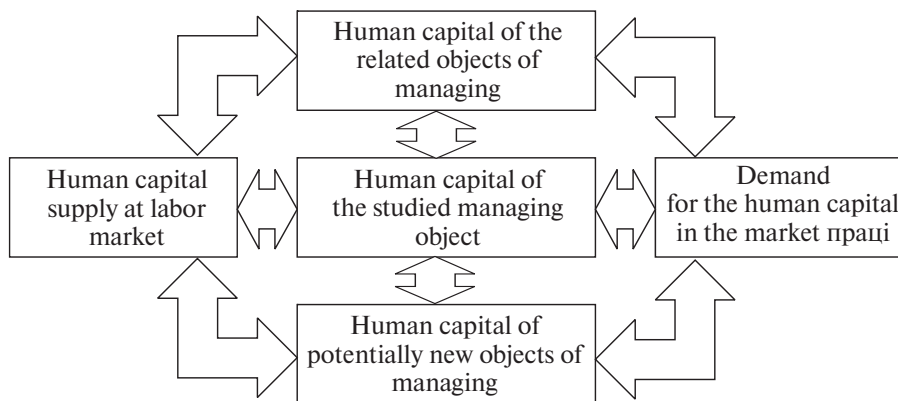 Human capital of the
related objects of
managing
Human capital
supply at labor
market
Human capital of
the studied managing
object
Demand
for the human capital
in the market праці
Human capital of
potentially new objects of
managing